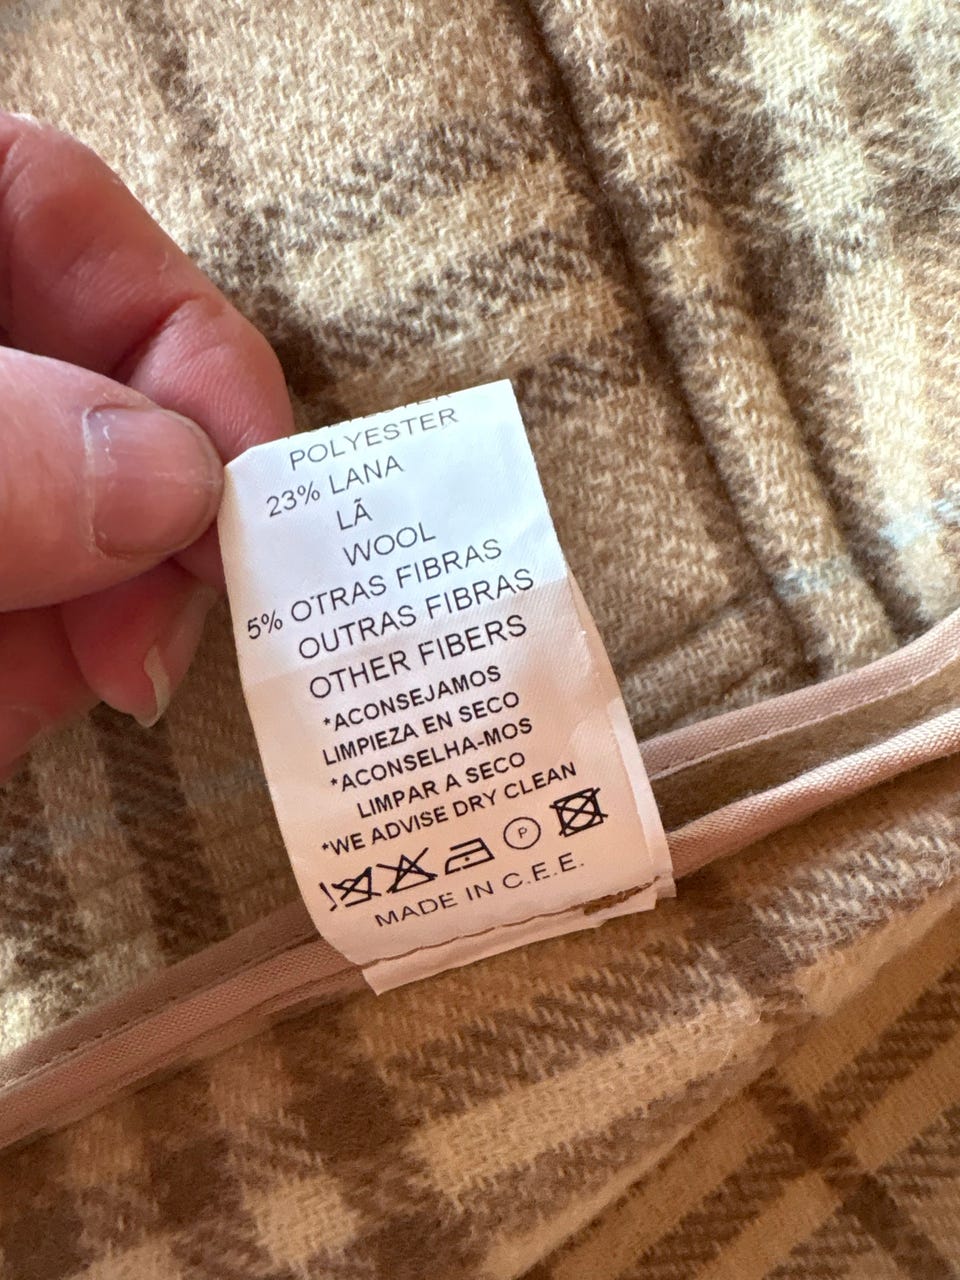 POLYESTER
23% LANA
LÃ
WOOL
5% OTRAS FIBRAS
OUTRAS FIBRAS
OTHER FIBERS
*ACONSEJAMOS
LIMPIEZA EN SECO
*ACONSELHA-MOS
LIMPAR A SECO
*WE ADVISE DRY CLEAN
P
MADE IN C.E.E.